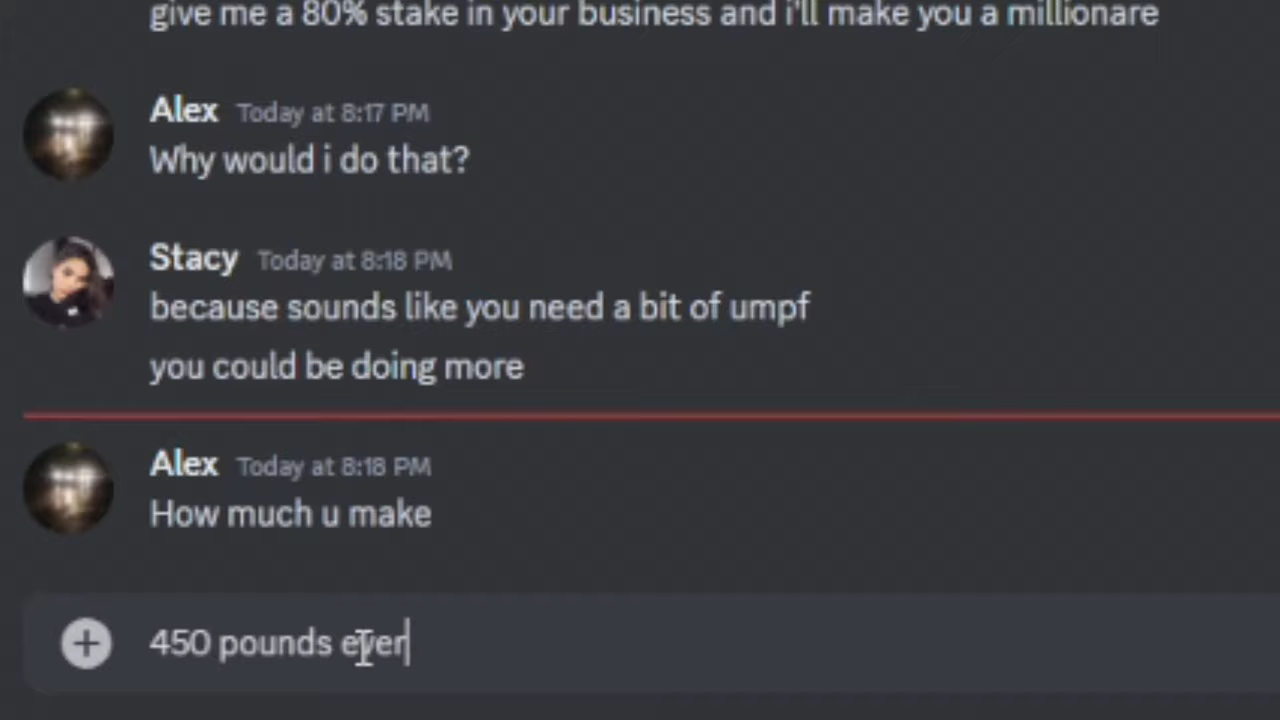 give me a 80% stake in your business and i'll make you a millionare
Alex Today at 8:17 PM
Why would i do that?
Stacy Today at 8:18 PM
because sounds like you need a bit of umpf
you could be doing more
Alex Today at 8:18 PM
How much u make
450 pounds ever